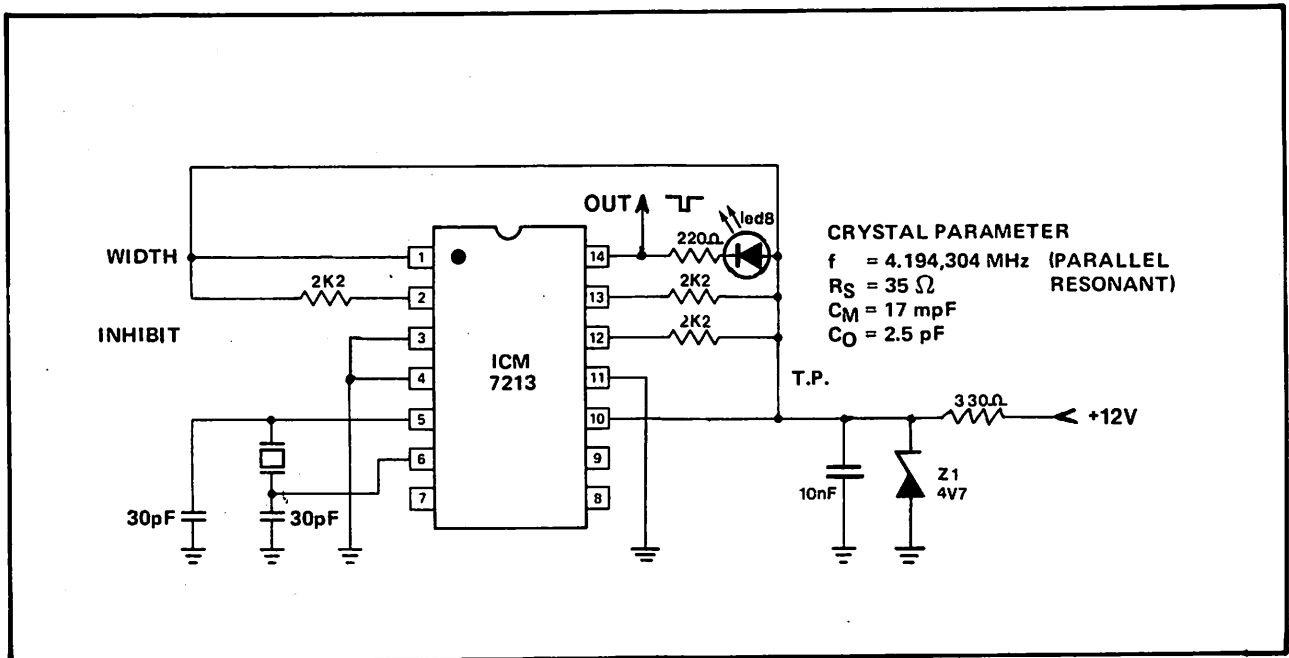 OUT
led8
220Ω
WIDTH
1
14
2K2
2
13
2K2
INHIBIT
3
12
2K2
ICM
7213
4
11
T.P.
5
10
330Ω
+12V
6
9
7
8
30pF
30pF
10nF
Z1
4V7
CRYSTAL PARAMETER
f = 4.194,304 MHz (PARALLEL
RESONANT)
RS = 35 Ω
CM = 17 mpF
CO = 2.5 pF